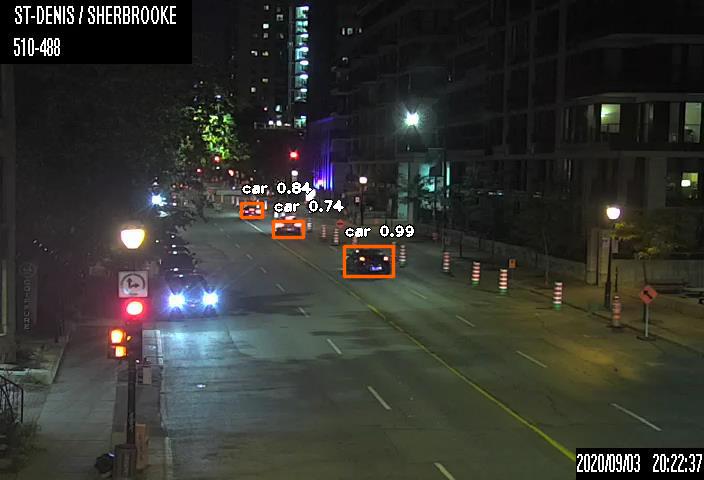 ST-DENIS / SHERBROOKE
510-488
car 0.84
car 0.74
car 0.99
2020/09/03 20:22:37